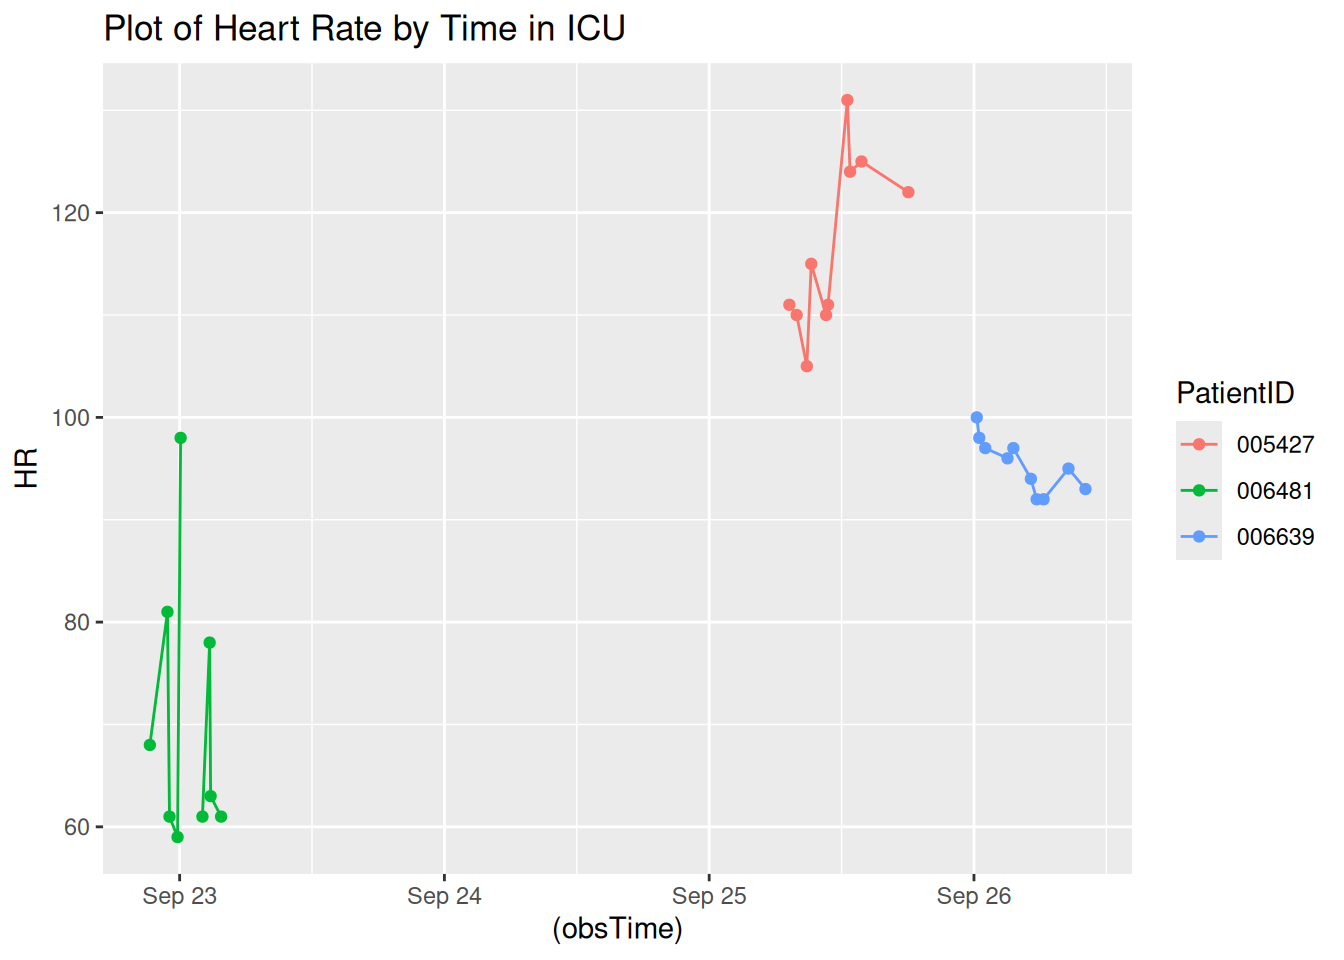 Plot of Heart Rate by Time in ICU
HR
120
100
80
60
Sep 23
Sep 24
Sep 25
Sep 26
(obsTime)
PatientID
005427
006481
006639